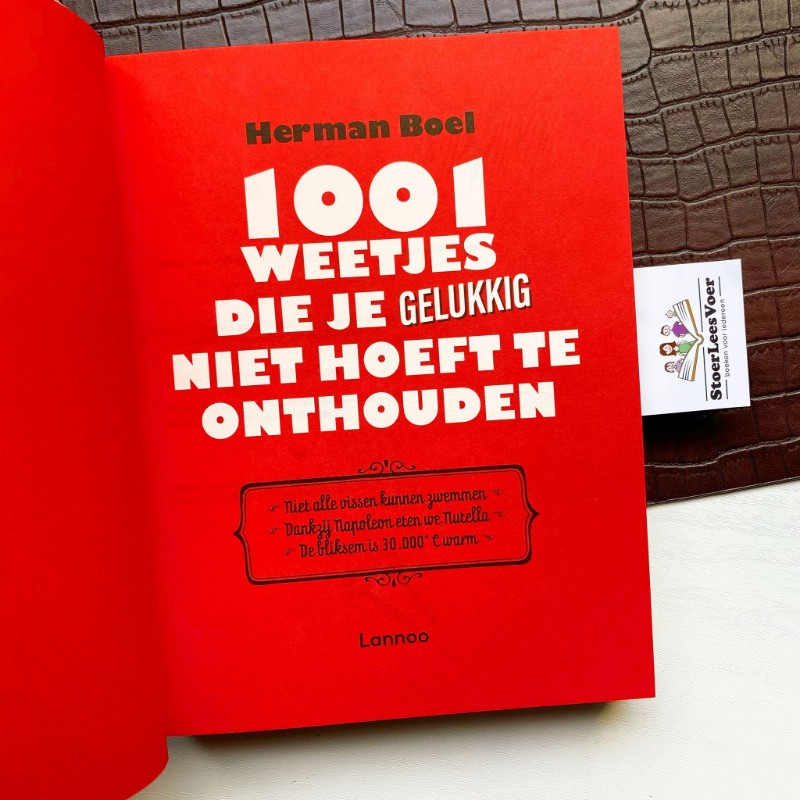 Herman Boel
1001
WEETJES
DIE JE GELUKKIG
NIET HOEFT TE
ONTHOUDEN
Niet alle vissen kunnen zwemmen
Dankzij Napoleon eten we Nutella
De bliksem is 30.000° C warm
Lannoo
StoerLeesVoer
boeken voor iedereen